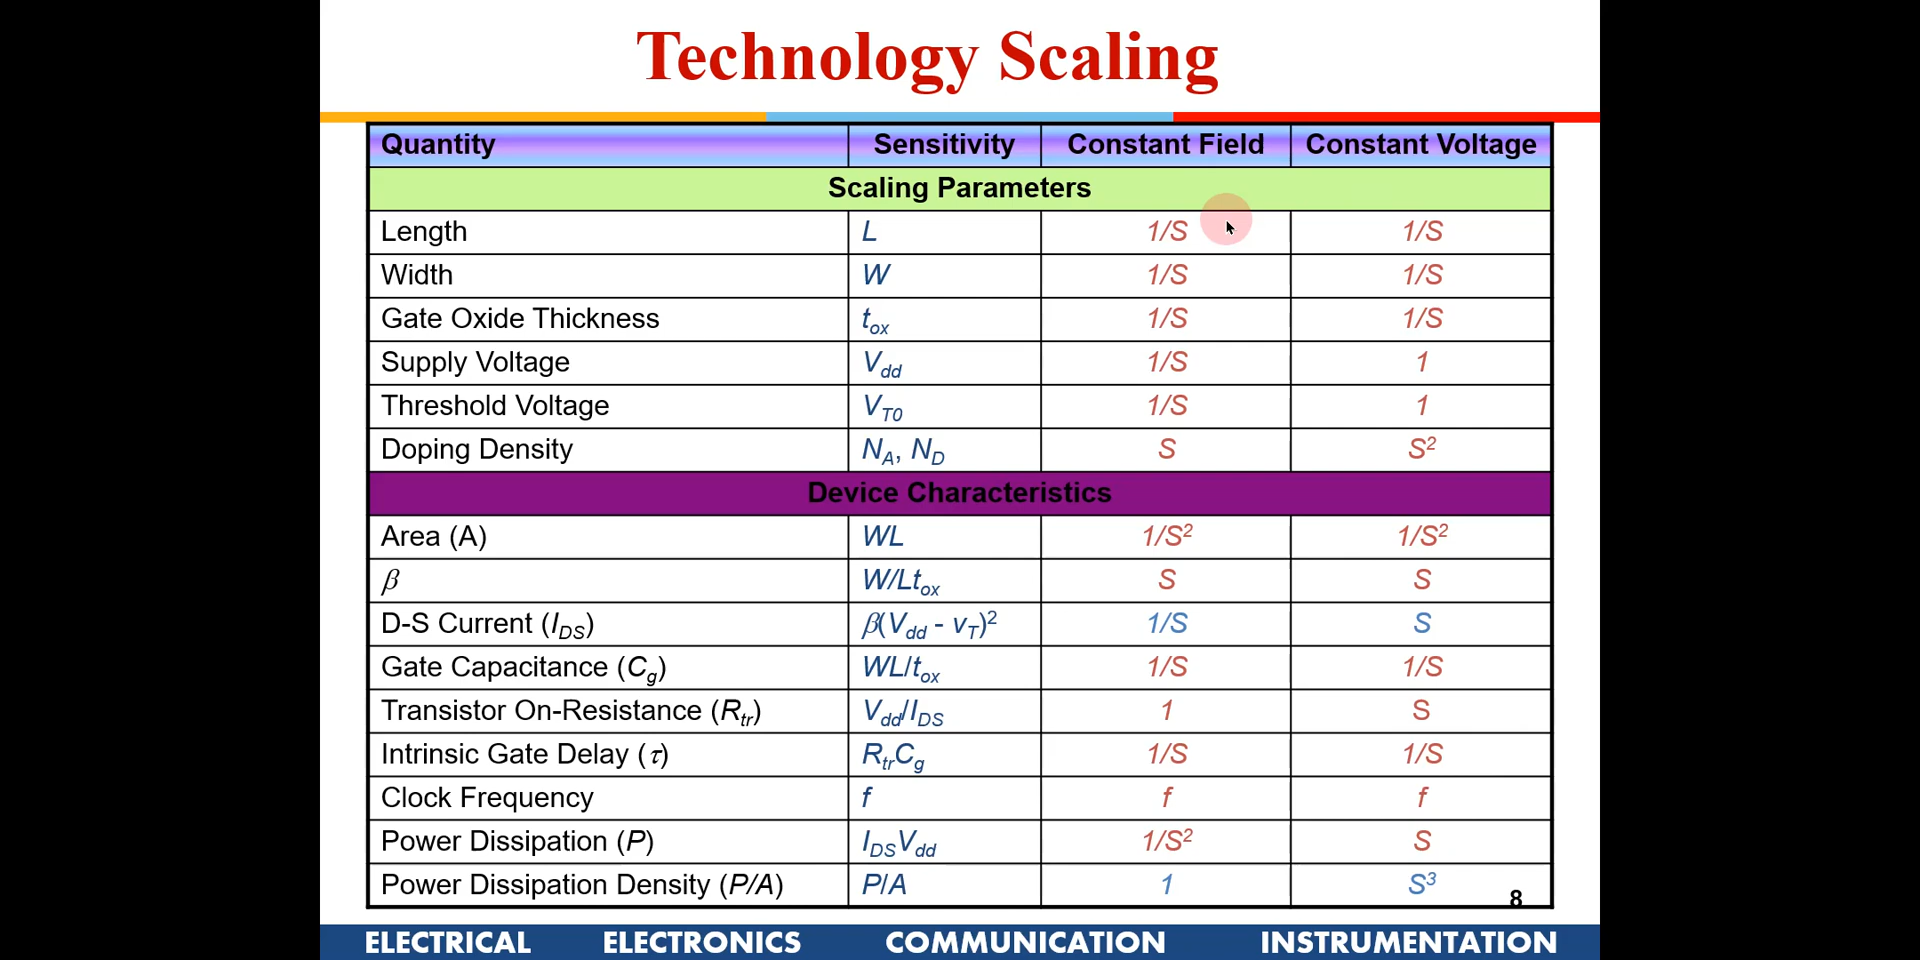 Technology Scaling
Quantity Sensitivity Constant Field Constant Voltage
Scaling Parameters
Length L 1/S 1/S
Width W 1/S 1/S
Gate Oxide Thickness tox 1/S 1/S
Supply Voltage Vdd 1/S 1
Threshold Voltage VT0 1/S 1
Doping Density NA, ND S S²
Device Characteristics
Area (A) WL 1/S² 1/S²
β W/Ltox S S
D-S Current (IDS) β(Vdd - vT)² 1/S S
Gate Capacitance (Cg) WL/tox 1/S 1/S
Transistor On-Resistance (Rtr) Vdd/IDS 1 S
Intrinsic Gate Delay (τ) RtrCg 1/S 1/S
Clock Frequency f f f
Power Dissipation (P) IDSVdd 1/S² S
Power Dissipation Density (P/A) P/A 1 S³
8
ELECTRICAL ELECTRONICS COMMUNICATION INSTRUMENTATION